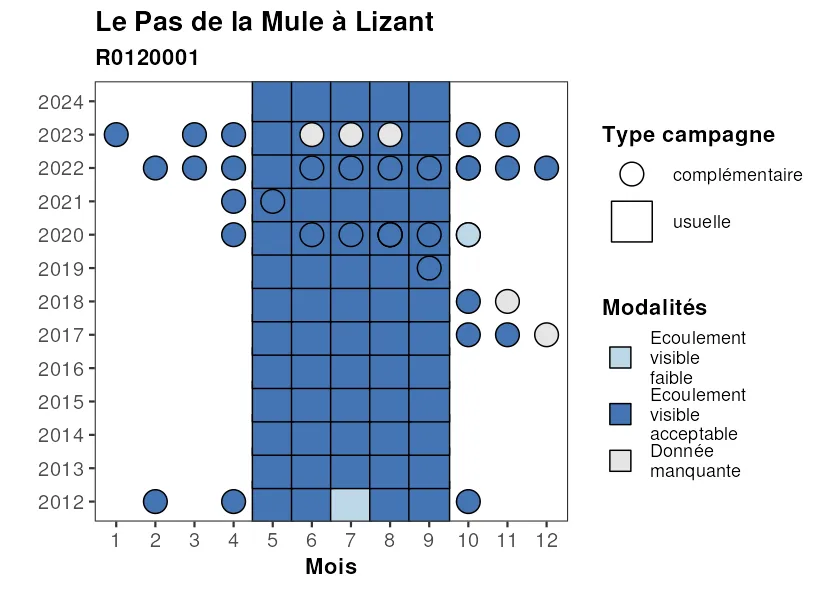 Le Pas de la Mule à Lizant
R0120001
2024
2023
2022
2021
2020
2019
2018
2017
2016
2015
2014
2013
2012
1 2 3 4 5 6 7 8 9 10 11 12
Mois
Type campagne
complémentaire
usuelle
Modalités
Ecoulement
visible
faible
Ecoulement
visible
acceptable
Donnée
manquante